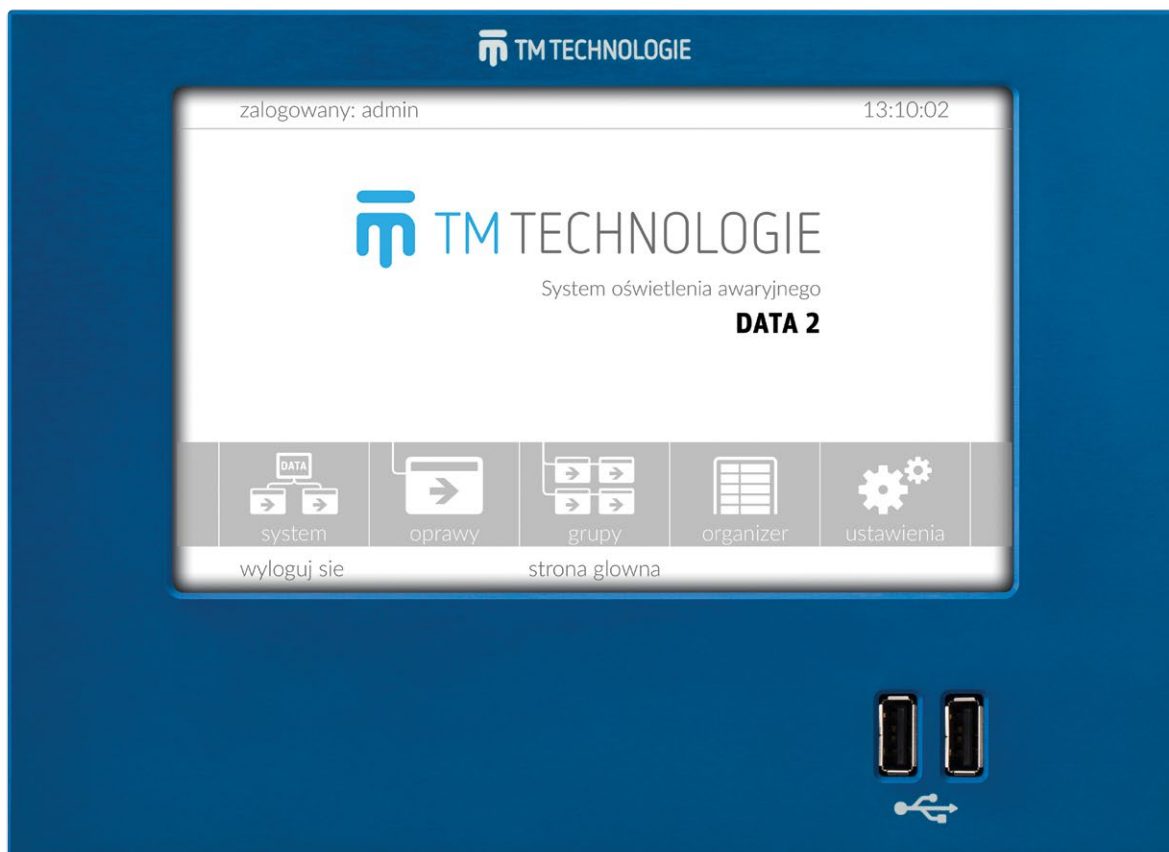 TM TECHNOLOGIE
zalogowany: admin 13:10:02
TM TECHNOLOGIE
System oświetlenia awaryjnego
DATA 2
DATA
system oprawy grupy organizer ustawienia
wyloguj sie strona glowna